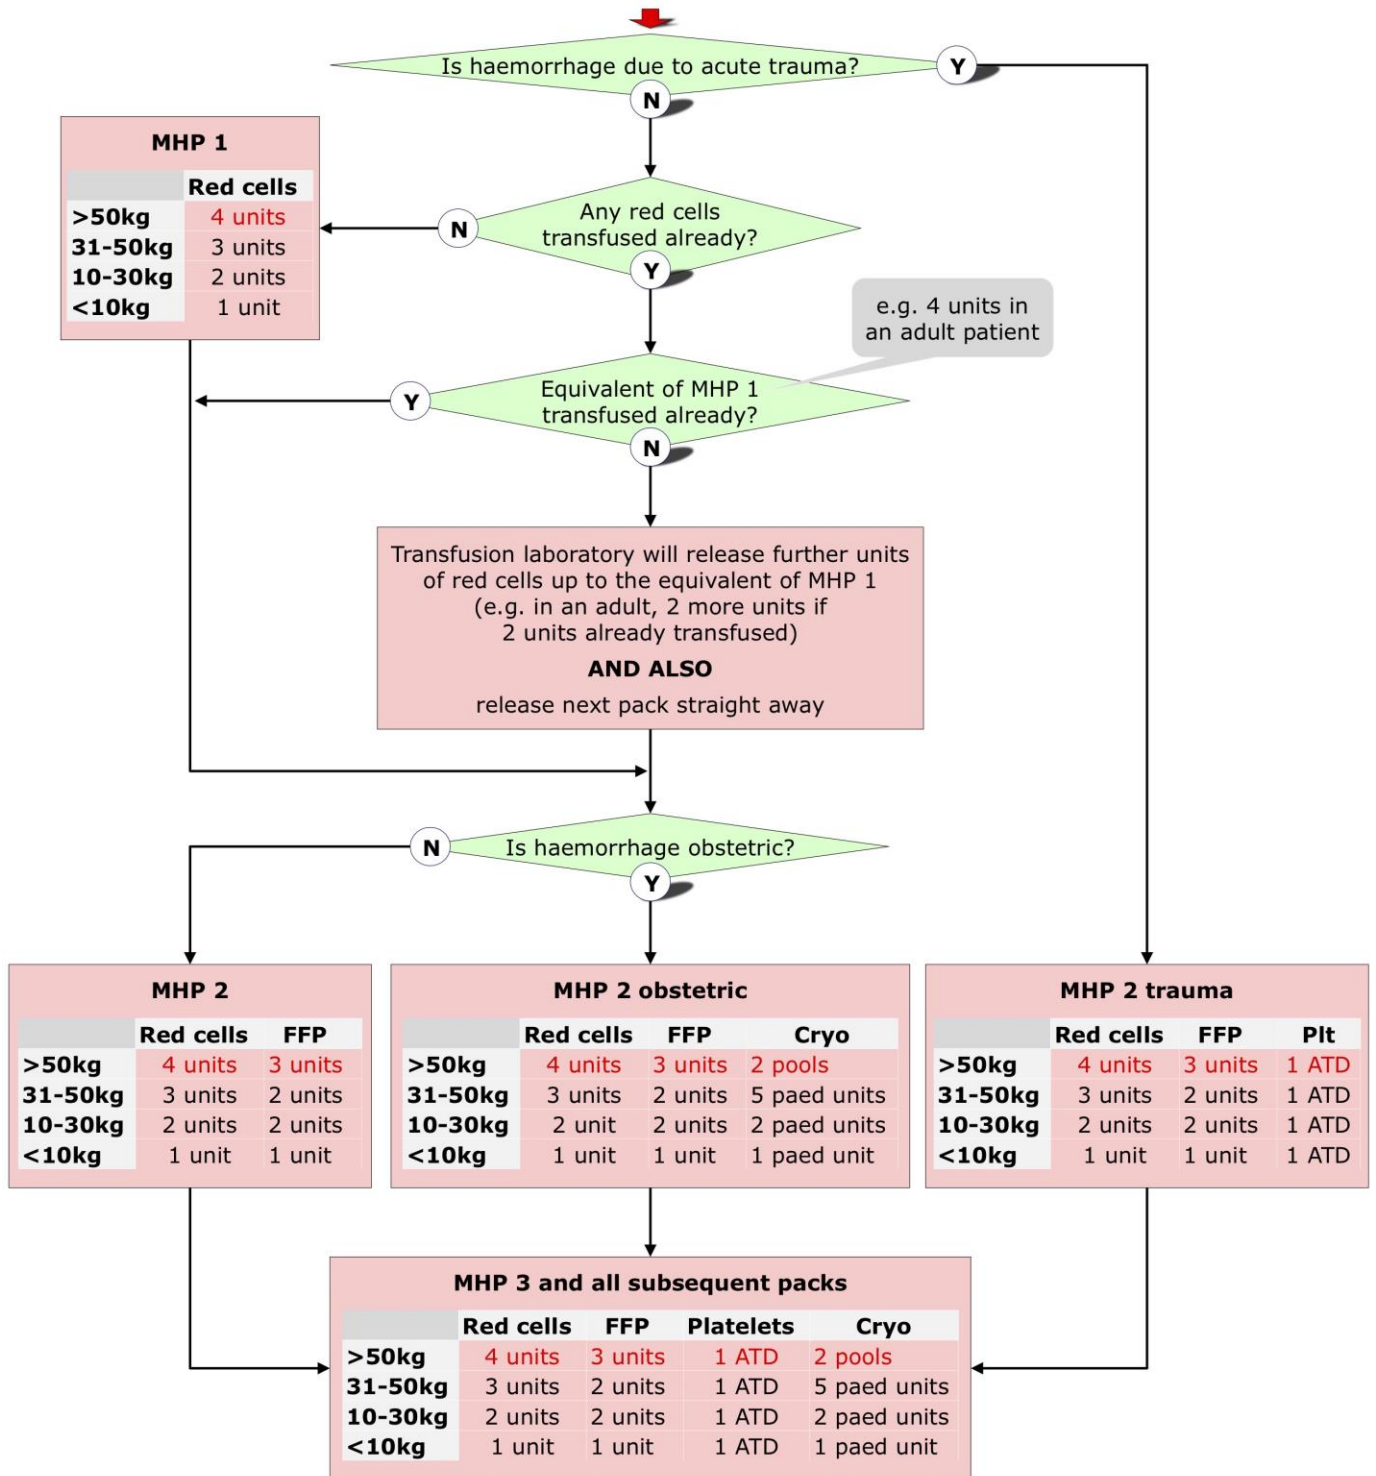 Is haemorrhage due to acute trauma?
Y
N
MHP 1
Red cells
>50kg 4 units
31-50kg 3 units
10-30kg 2 units
<10kg 1 unit
Any red cells
transfused already?
N
Y
e.g. 4 units in
an adult patient
Equivalent of MHP 1
transfused already?
Y
N
Transfusion laboratory will release further units
of red cells up to the equivalent of MHP 1
(e.g. in an adult, 2 more units if
2 units already transfused)
AND ALSO
release next pack straight away
Is haemorrhage obstetric?
N
Y
MHP 2
Red cells FFP
>50kg 4 units 3 units
31-50kg 3 units 2 units
10-30kg 2 units 2 units
<10kg 1 unit 1 unit
MHP 2 obstetric
Red cells FFP Cryo
>50kg 4 units 3 units 2 pools
31-50kg 3 units 2 units 5 paed units
10-30kg 2 unit 2 units 2 paed units
<10kg 1 unit 1 unit 1 paed unit
MHP 2 trauma
Red cells FFP Plt
>50kg 4 units 3 units 1 ATD
31-50kg 3 units 2 units 1 ATD
10-30kg 2 units 2 units 1 ATD
<10kg 1 unit 1 unit 1 ATD
MHP 3 and all subsequent packs
Red cells FFP Platelets Cryo
>50kg 4 units 3 units 1 ATD 2 pools
31-50kg 3 units 2 units 1 ATD 5 paed units
10-30kg 2 units 2 units 1 ATD 2 paed units
<10kg 1 unit 1 unit 1 ATD 1 paed unit